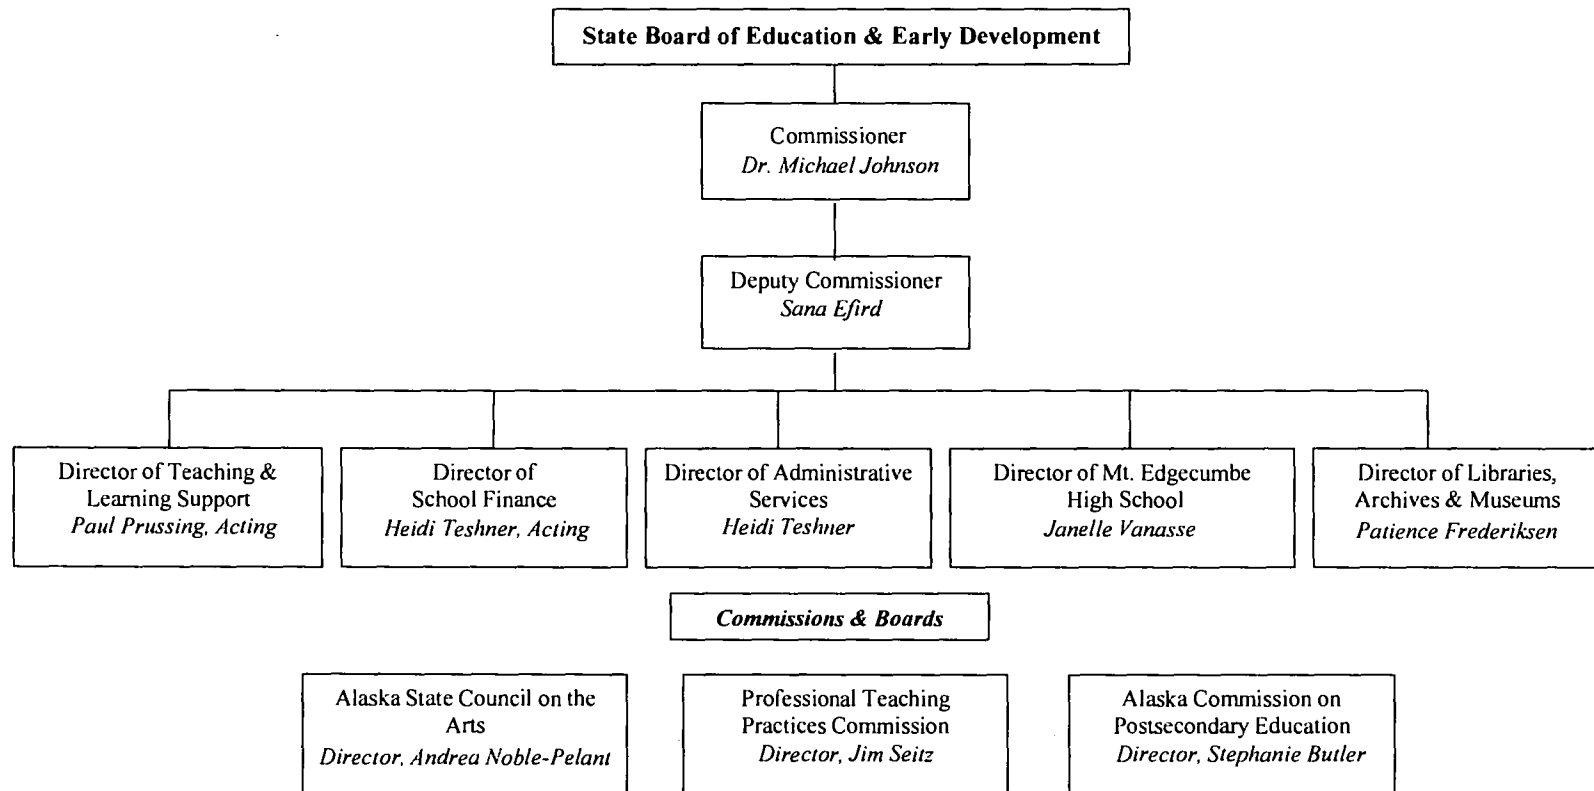 State Board of Education & Early Development
Commissioner
Dr. Michael Johnson
Deputy Commissioner
Sana Efird
Director of Teaching &
Learning Support
Paul Prussing, Acting
Director of
School Finance
Heidi Teshner, Acting
Director of Administrative
Services
Heidi Teshner
Director of Mt. Edgecumbe
High School
Janelle Vanasse
Director of Libraries,
Archives & Museums
Patience Frederiksen
Commissions & Boards
Alaska State Council on the
Arts
Director, Andrea Noble-Pelant
Professional Teaching
Practices Commission
Director, Jim Seitz
Alaska Commission on
Postsecondary Education
Director, Stephanie Butler